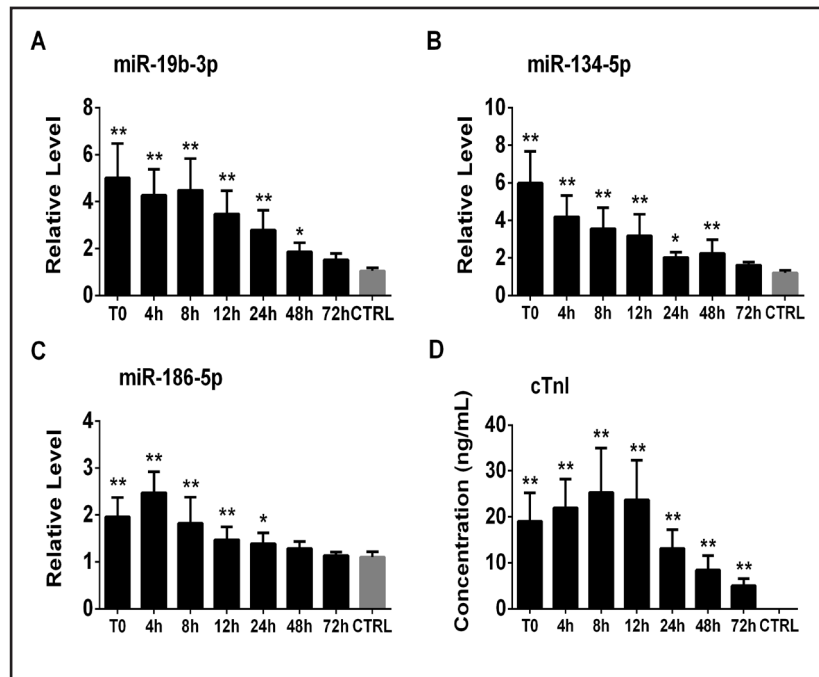 A
miR-19b-3p
Relative Level
8
6
4
2
0
** ** ** ** ** *
T0 4h 8h 12h 24h 48h 72h CTRL
B
miR-134-5p
Relative Level
10
8
6
4
2
0
** ** ** ** * **
T0 4h 8h 12h 24h 48h 72h CTRL
C
miR-186-5p
Relative Level
4
3
2
1
0
** ** ** ** *
T0 4h 8h 12h 24h 48h 72h CTRL
D
cTnI
Concentration (ng/mL)
40
30
20
10
0
** ** ** ** ** ** **
T0 4h 8h 12h 24h 48h 72h CTRL